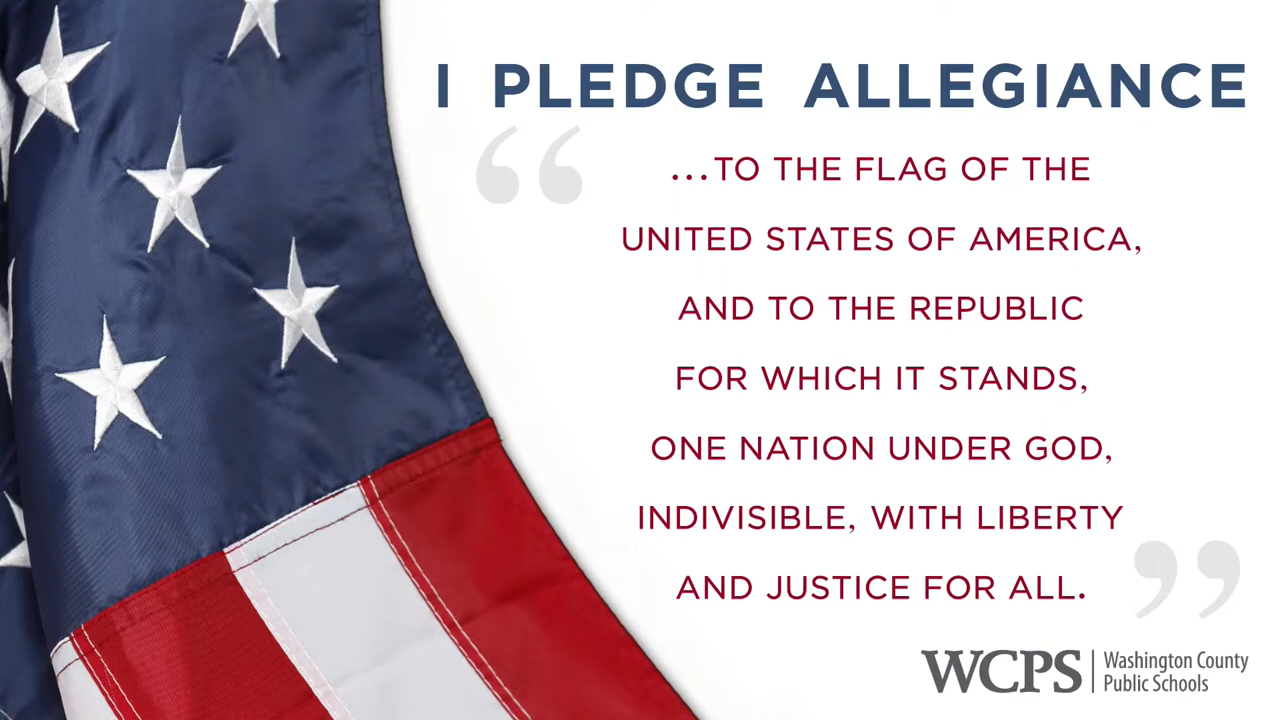 I PLEDGE ALLEGIANCE
“
…TO THE FLAG OF THE
UNITED STATES OF AMERICA,
AND TO THE REPUBLIC
FOR WHICH IT STANDS,
ONE NATION UNDER GOD,
INDIVISIBLE, WITH LIBERTY
AND JUSTICE FOR ALL.
”
WCPS | Washington County
Public Schools